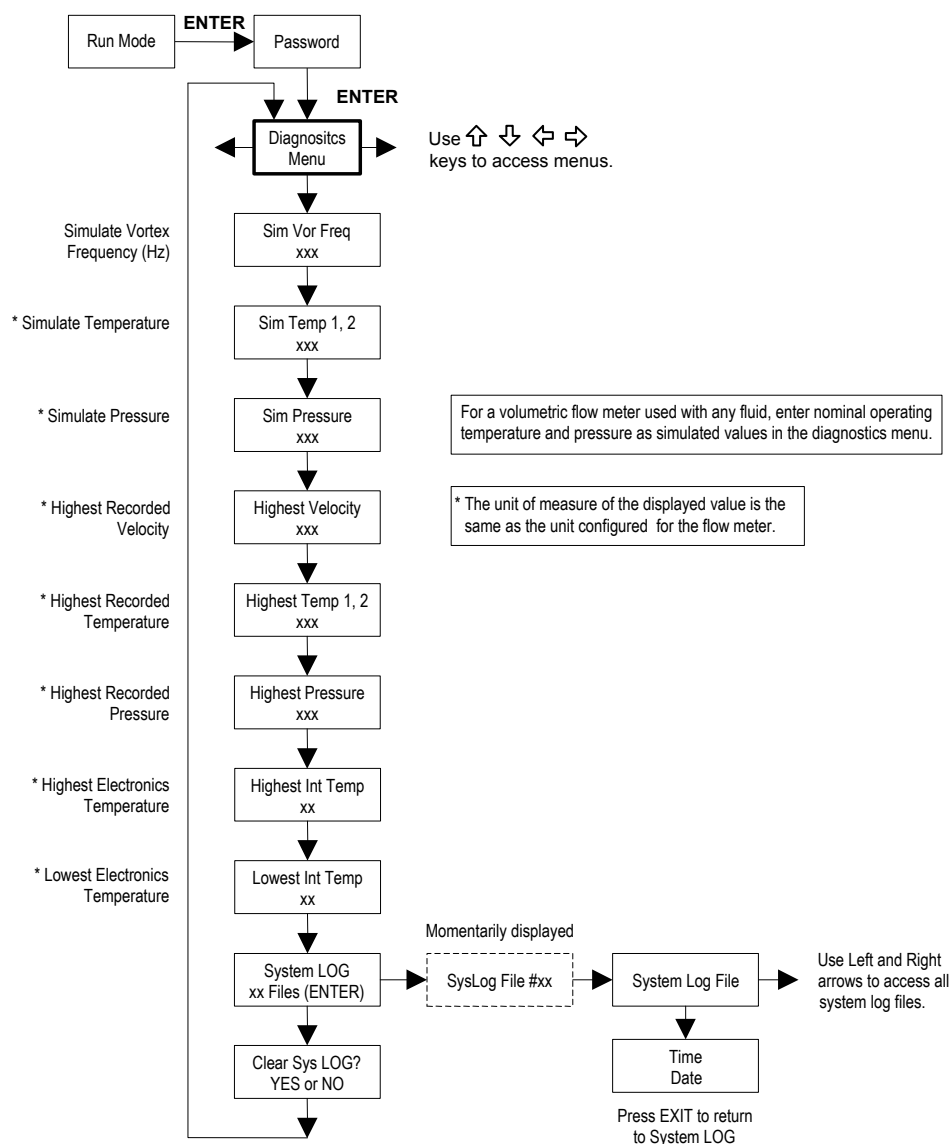 Run Mode
ENTER
Password
ENTER
Diagnositcs
Menu
Use
keys to access menus.
Simulate Vortex
Frequency (Hz)
Sim Vor Freq
xxx
* Simulate Temperature
Sim Temp 1, 2
xxx
* Simulate Pressure
Sim Pressure
xxx
For a volumetric flow meter used with any fluid, enter nominal operating
temperature and pressure as simulated values in the diagnostics menu.
* Highest Recorded
Velocity
Highest Velocity
xxx
* The unit of measure of the displayed value is the
same as the unit configured for the flow meter.
* Highest Recorded
Temperature
Highest Temp 1, 2
xxx
* Highest Recorded
Pressure
Highest Pressure
xxx
* Highest Electronics
Temperature
Highest Int Temp
xx
* Lowest Electronics
Temperature
Lowest Int Temp
xx
System LOG
xx Files (ENTER)
Momentarily displayed
SysLog File #xx
System Log File
Use Left and Right
arrows to access all
system log files.
Clear Sys LOG?
YES or NO
Time
Date
Press EXIT to return
to System LOG